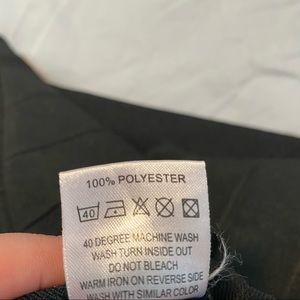 100% POLYESTER
40
40 DEGREE MACHINE WASH
WASH TURN INSIDE OUT
DO NOT BLEACH
WARM IRON ON REVERSE SIDE
WASH WITH SIMILAR COLOR